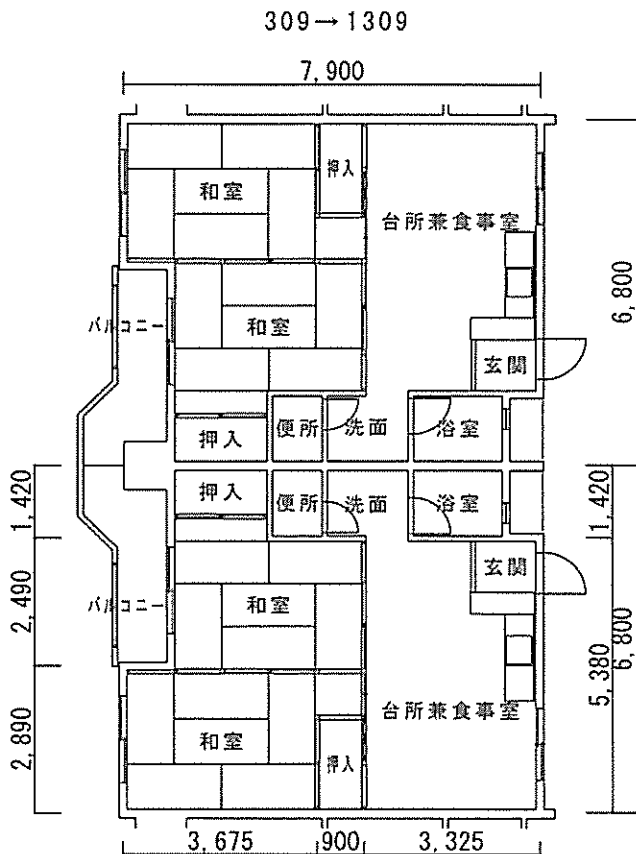 309→1309
7,900
押入
和室
台所兼食事室
6,800
バルコニー
和室
玄関
便所
洗面
浴室
押入
押入
便所
洗面
浴室
1,420
1,420
玄関
2,490
バルコニー
和室
6,800
5,380
2,890
和室
台所兼食事室
押入
3,675
900
3,325